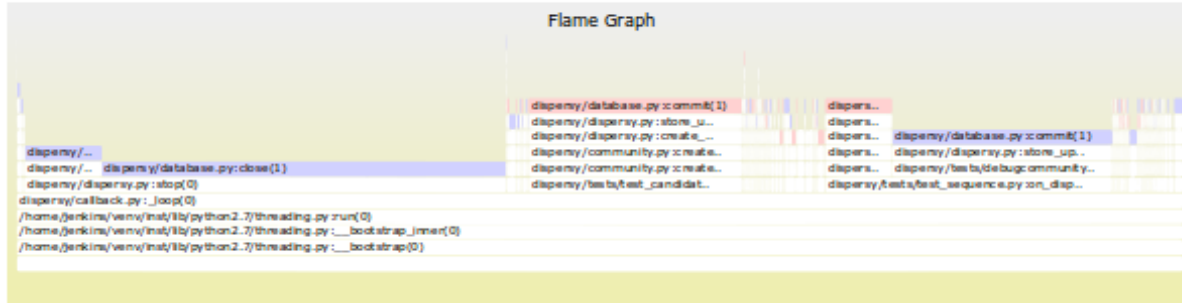 Flame Graph
dispersy/database.py:commit(1) dispers..
dispersy/dispersy.py:store_u.. dispers..
dispersy/dispersy.py:create_.. dispers.. dispersy/database.py:commit(1)
dispersy/.. dispersy/community.py:create.. dispers.. dispersy/dispersy.py:store_up..
dispersy/.. dispersy/database.py:close(1) dispersy/community.py:create.. dispers.. dispersy/tests/debugcommunity..
dispersy/dispersy.py:stop(0) dispersy/tests/test_candidat.. dispersy/tests/test_sequence.py:on_disp..
dispersy/callback.py:_loop(0)
/home/jenkins/venv/inst/lib/python2.7/threading.py:run(0)
/home/jenkins/venv/inst/lib/python2.7/threading.py:__bootstrap_inner(0)
/home/jenkins/venv/inst/lib/python2.7/threading.py:__bootstrap(0)